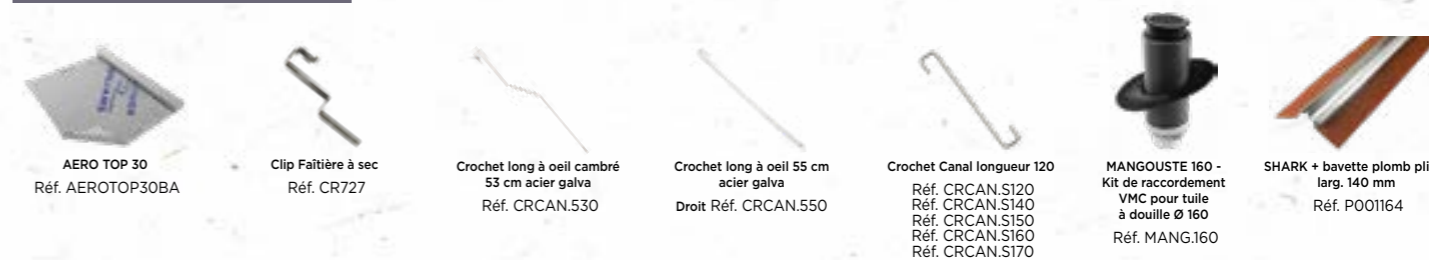 AERO TOP 30
Réf. AEROTOP30BA
Clip Faîtière à sec
Réf. CR727
Crochet long à oeil cambré
53 cm acier galva
Réf. CRCAN.530
Crochet long à oeil 55 cm
acier galva
Droit Réf. CRCAN.550
Crochet Canal longueur 120
Réf. CRCAN.S120
Réf. CRCAN.S140
Réf. CRCAN.S150
Réf. CRCAN.S160
Réf. CRCAN.S170
MANGOUSTE 160 -
Kit de raccordement
VMC pour tuile
à douille Ø 160
Réf. MANG.160
SHARK + bavette plomb pli
larg. 140 mm
Réf. P001164